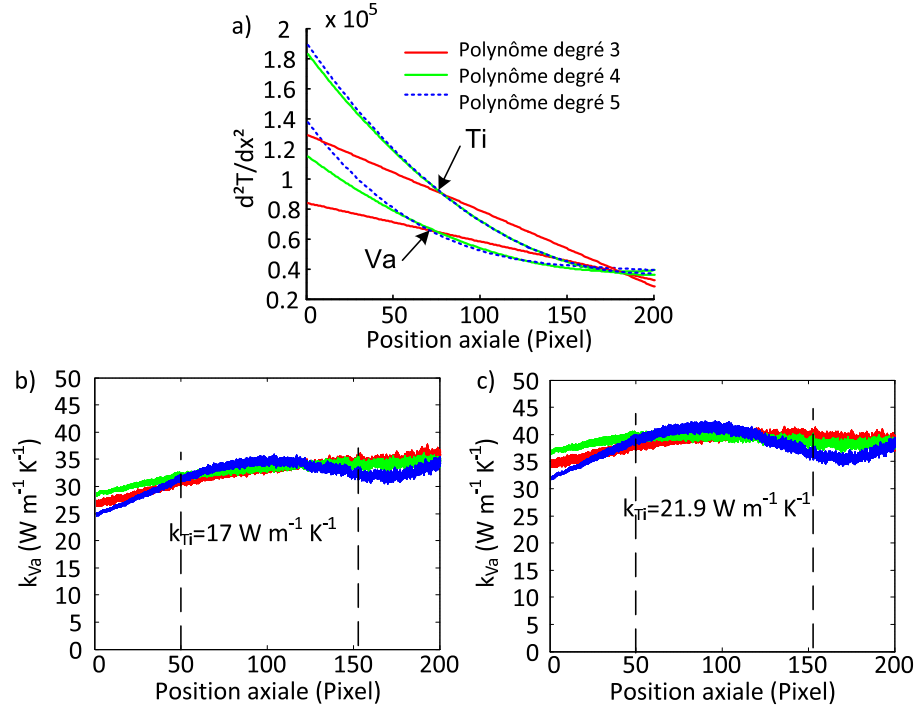 x 10⁵
a)
2
1.8
1.6
1.4
1.2
1
0.8
0.6
0.4
0.2
d²T/dx²
Polynôme degré 3
Polynôme degré 4
Polynôme degré 5
Ti
Va
0 50 100 150 200
Position axiale (Pixel)
b)
50
45
40
35
30
25
20
15
10
5
0
k_Va (W m⁻¹ K⁻¹)
k_Ti=17 W m⁻¹ K⁻¹
0 50 100 150 200
Position axiale (Pixel)
c)
50
45
40
35
30
25
20
15
10
5
0
k_Va (W m⁻¹ K⁻¹)
k_Ti=21.9 W m⁻¹ K⁻¹
0 50 100 150 200
Position axiale (Pixel)